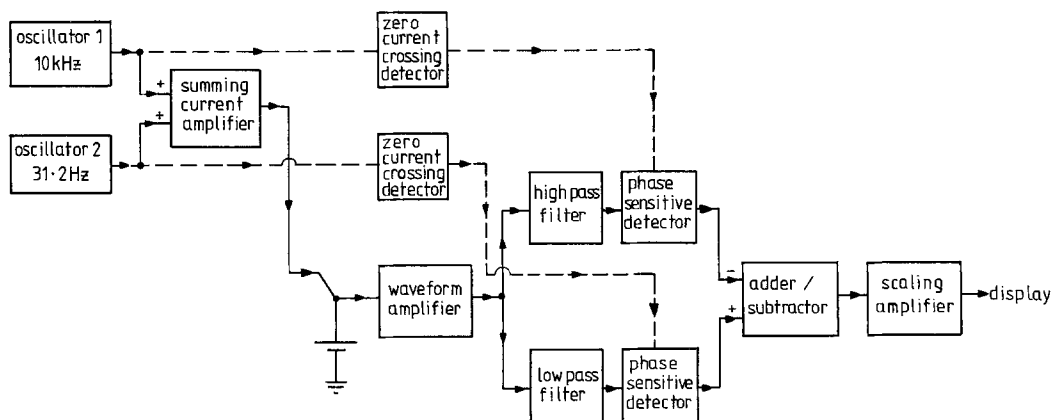 oscillator 1
10kHz
zero
current
crossing
detector
+
summing
current
amplifier
+
oscillator 2
31·2Hz
zero
current
crossing
detector
high pass
filter
phase
sensitive
detector
waveform
amplifier
-
adder /
subtractor
+
scaling
amplifier
display
low pass
filter
phase
sensitive
detector